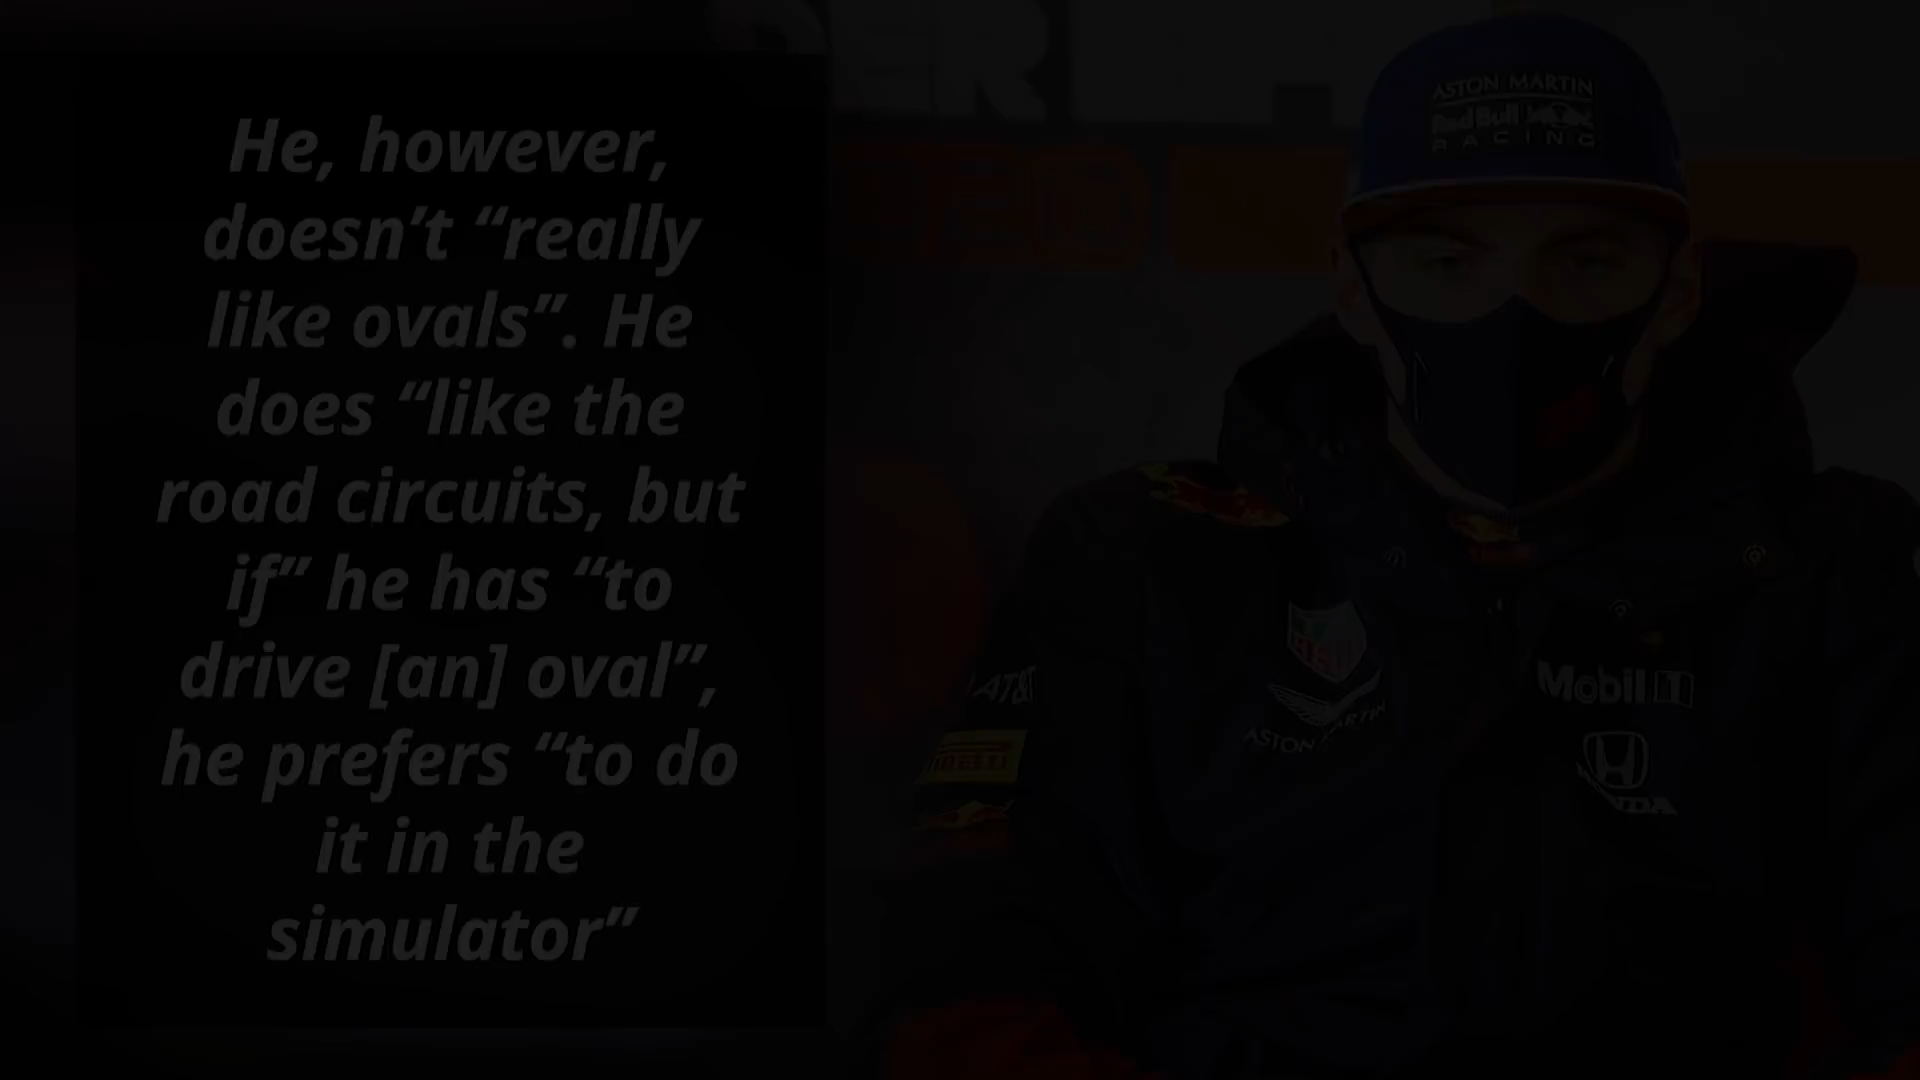 He, however,
doesn’t “really
like ovals”. He
does “like the
road circuits, but
if” he has “to
drive [an] oval”,
he prefers “to do
it in the
simulator”
ASTON MARTIN
Red Bull
RACING
AT&T
HEUER
ASTON MARTIN
Mobil 1
HONDA